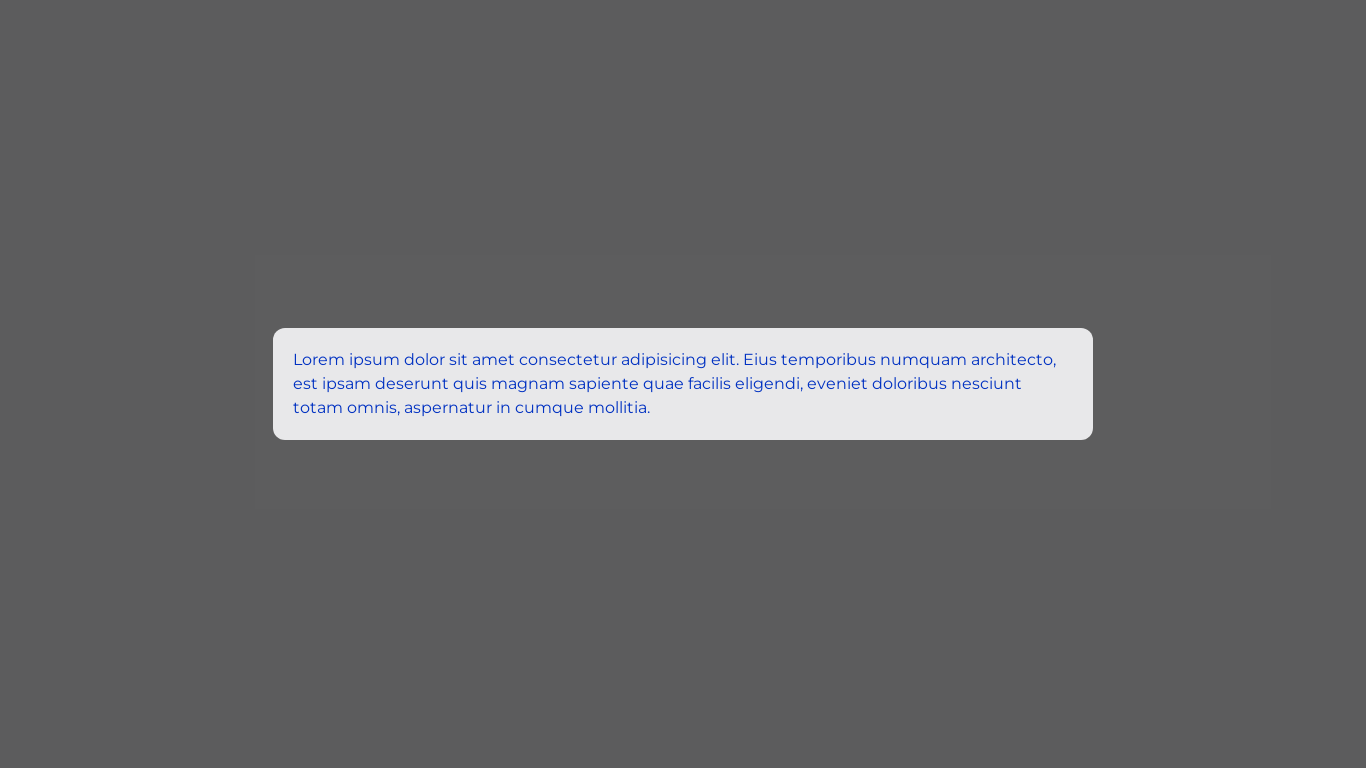 Lorem ipsum dolor sit amet consectetur adipisicing elit. Eius temporibus numquam architecto,
est ipsam deserunt quis magnam sapiente quae facilis eligendi, eveniet doloribus nesciunt
totam omnis, aspernatur in cumque mollitia.